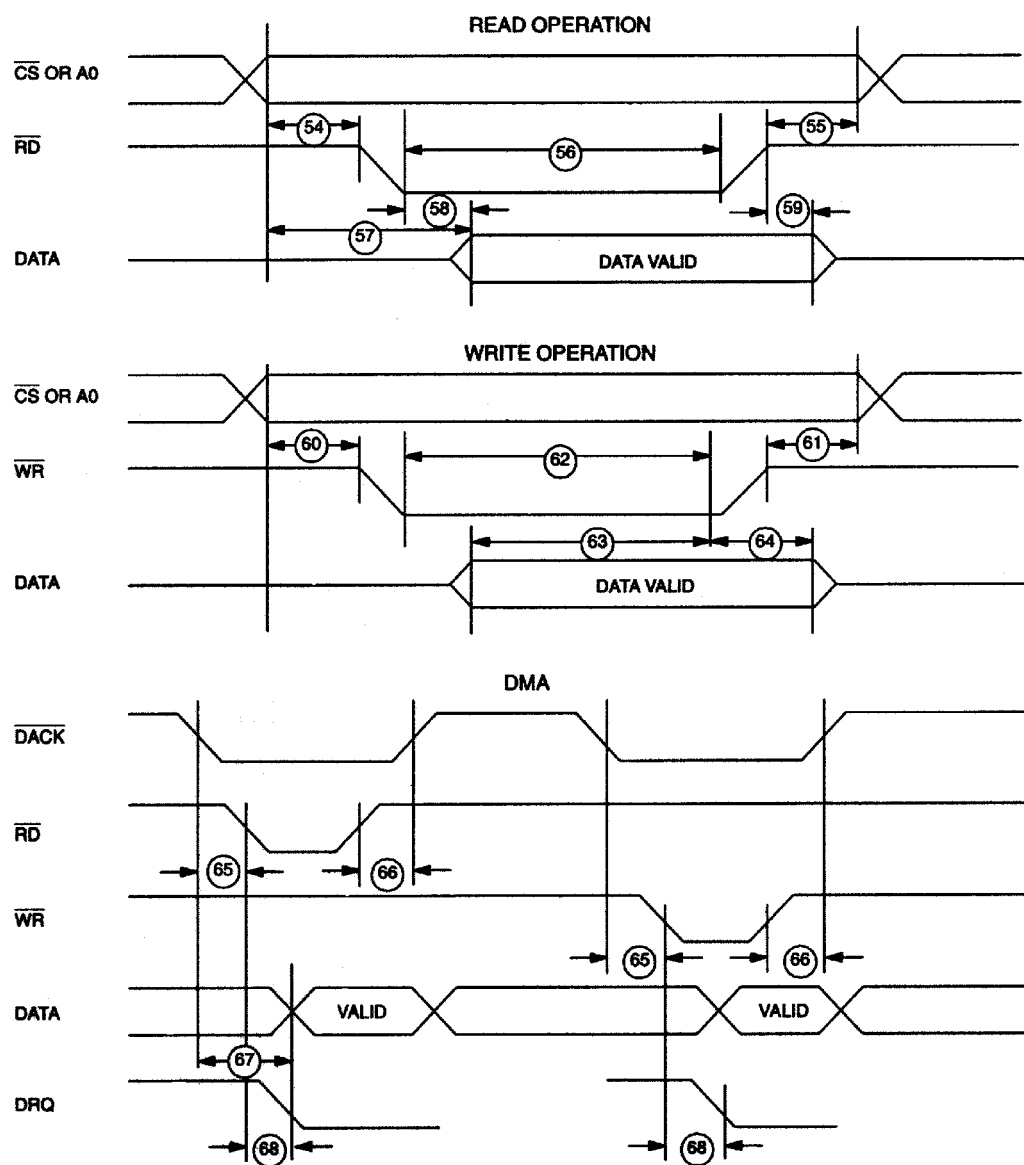 READ OPERATION
CS OR A0
54
55
RD
56
58
59
57
DATA
DATA VALID
WRITE OPERATION
CS OR A0
60
61
WR
62
63
64
DATA
DATA VALID
DMA
DACK
RD
65
66
WR
65
66
DATA
VALID
VALID
67
DRQ
68
68